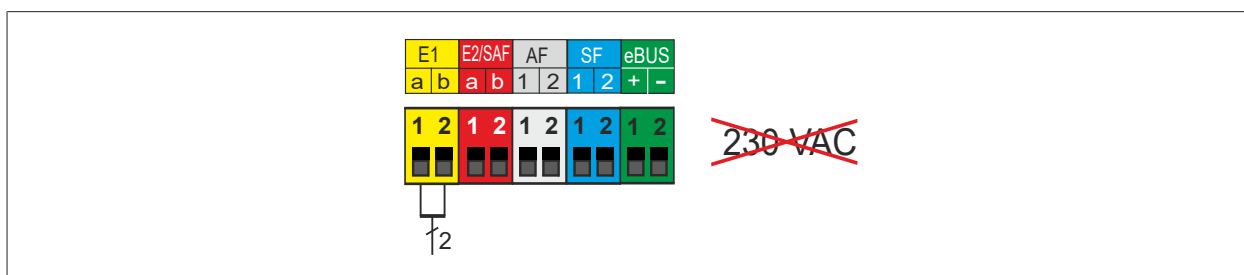 E1 E2/SAF AF SF eBUS
a b a b 1 2 1 2 + -
1 2 1 2 1 2 1 2 1 2
230 VAC
2